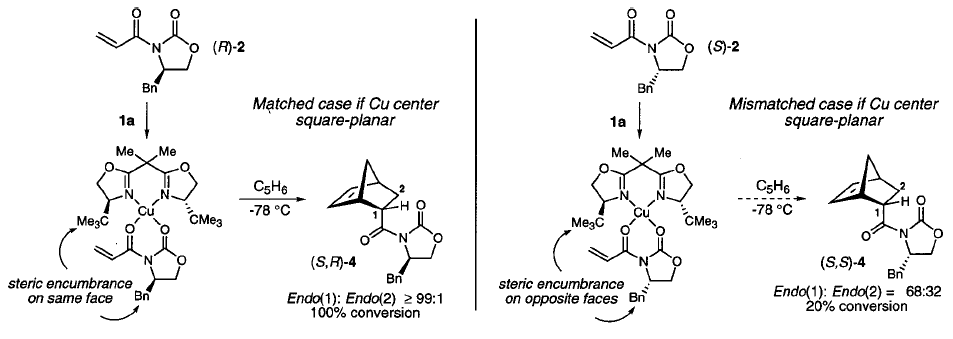 O O
N O
(R)-2
Bn
1a
Matched case if Cu center
square-planar
Me Me
O O
N N
Cu
Me3C CMe3
O O
N O
Bn
steric encumbrance
on same face
C5H6
-78 °C
2
1 H
O
O
N O
Bn
(S,R)-4
Endo(1): Endo(2) ≥ 99:1
100% conversion
O O
N O
(S)-2
Bn
1a
Mismatched case if Cu center
square-planar
Me Me
O O
N N
Cu
Me3C CMe3
O O
N O
Bn
steric encumbrance
on opposite faces
C5H6
-78 °C
2
1 H
O
O
N O
Bn
(S,S)-4
Endo(1): Endo(2) = 68:32
20% conversion